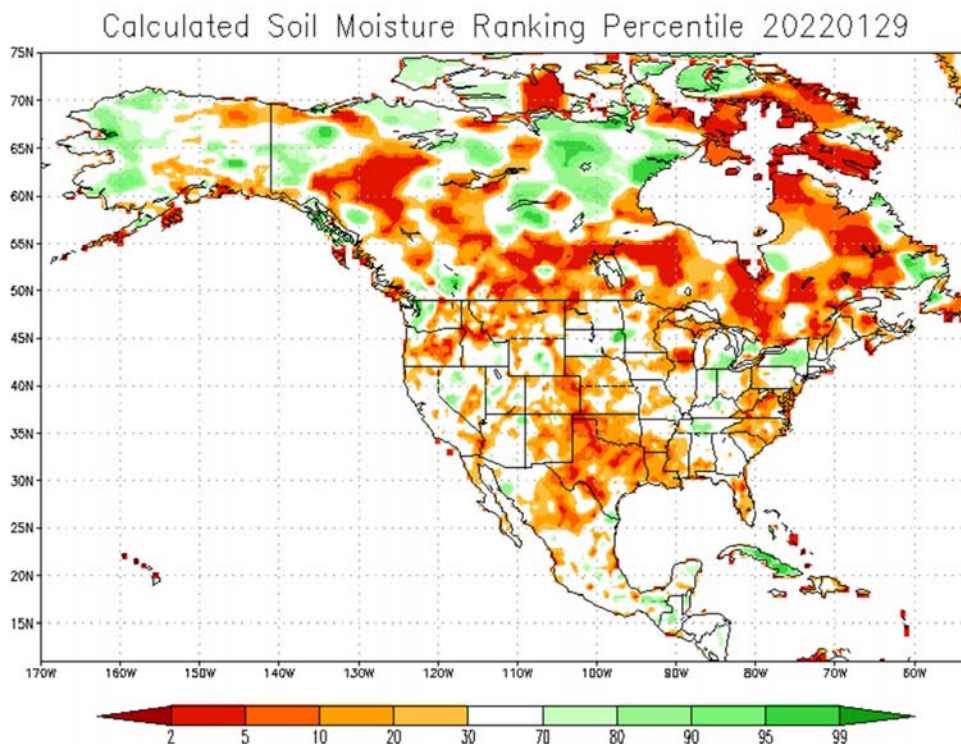 Calculated Soil Moisture Ranking Percentile 20220129
75N
70N
65N
60N
55N
50N
45N
40N
35N
30N
25N
20N
15N
170W 160W 150W 140W 130W 120W 110W 100W 90W 80W 70W 60W
2 5 10 20 30 70 80 90 95 99